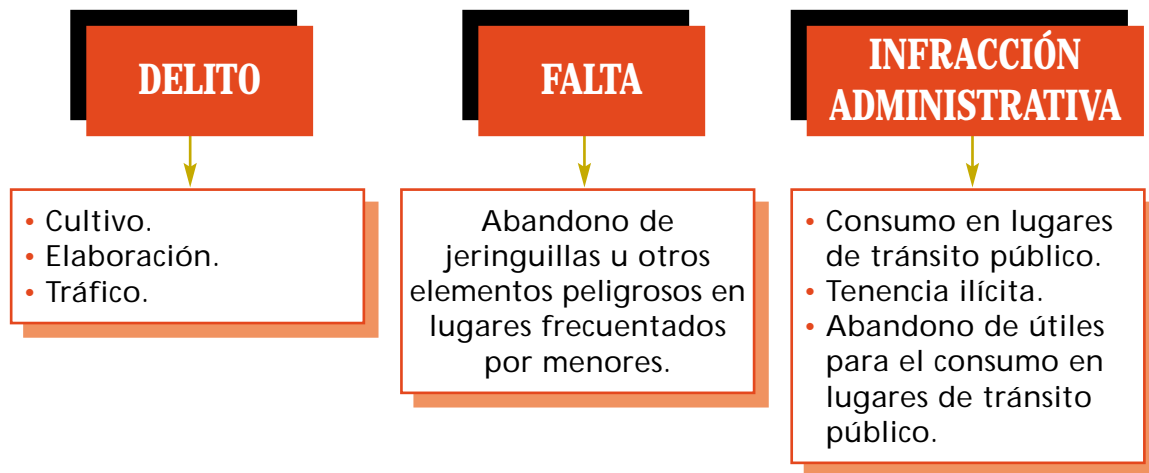 DELITO
• Cultivo.
• Elaboración.
• Tráfico.
FALTA
Abandono de
jeringuillas u otros
elementos peligrosos en
lugares frecuentados
por menores.
INFRACCIÓN
ADMINISTRATIVA
• Consumo en lugares
de tránsito público.
• Tenencia ilícita.
• Abandono de útiles
para el consumo en
lugares de tránsito
público.